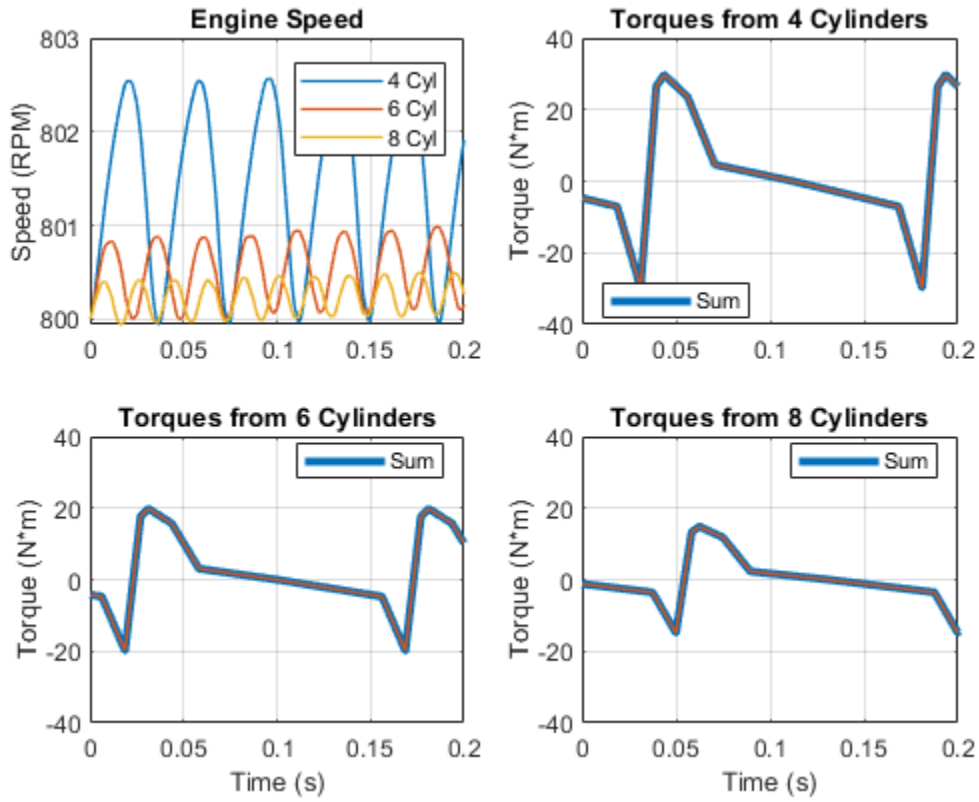 Engine Speed
803
802
801
800
Speed (RPM)
4 Cyl
6 Cyl
8 Cyl
0 0.05 0.1 0.15 0.2
Torques from 4 Cylinders
40
20
0
-20
-40
Torque (N*m)
Sum
0 0.05 0.1 0.15 0.2
Torques from 6 Cylinders
40
20
0
-20
-40
Torque (N*m)
Sum
0 0.05 0.1 0.15 0.2
Time (s)
Torques from 8 Cylinders
40
20
0
-20
-40
Torque (N*m)
Sum
0 0.05 0.1 0.15 0.2
Time (s)